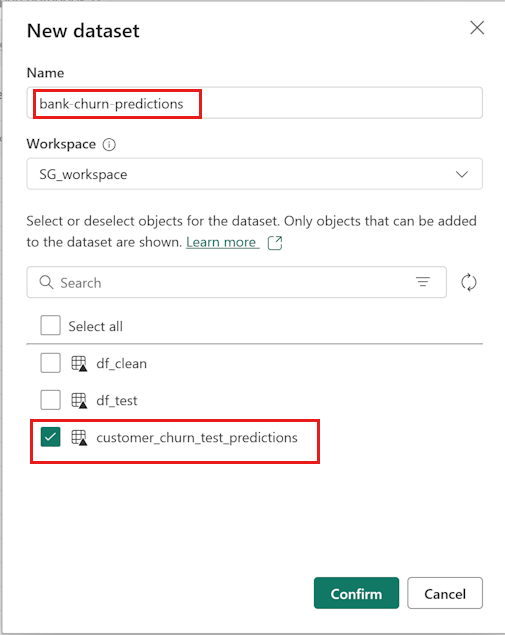 New dataset
Name
bank-churn-predictions
Workspace
SG_workspace
Select or deselect objects for the dataset. Only objects that can be added
to the dataset are shown. Learn more
Search
Select all
df_clean
df_test
customer_churn_test_predictions
Confirm
Cancel